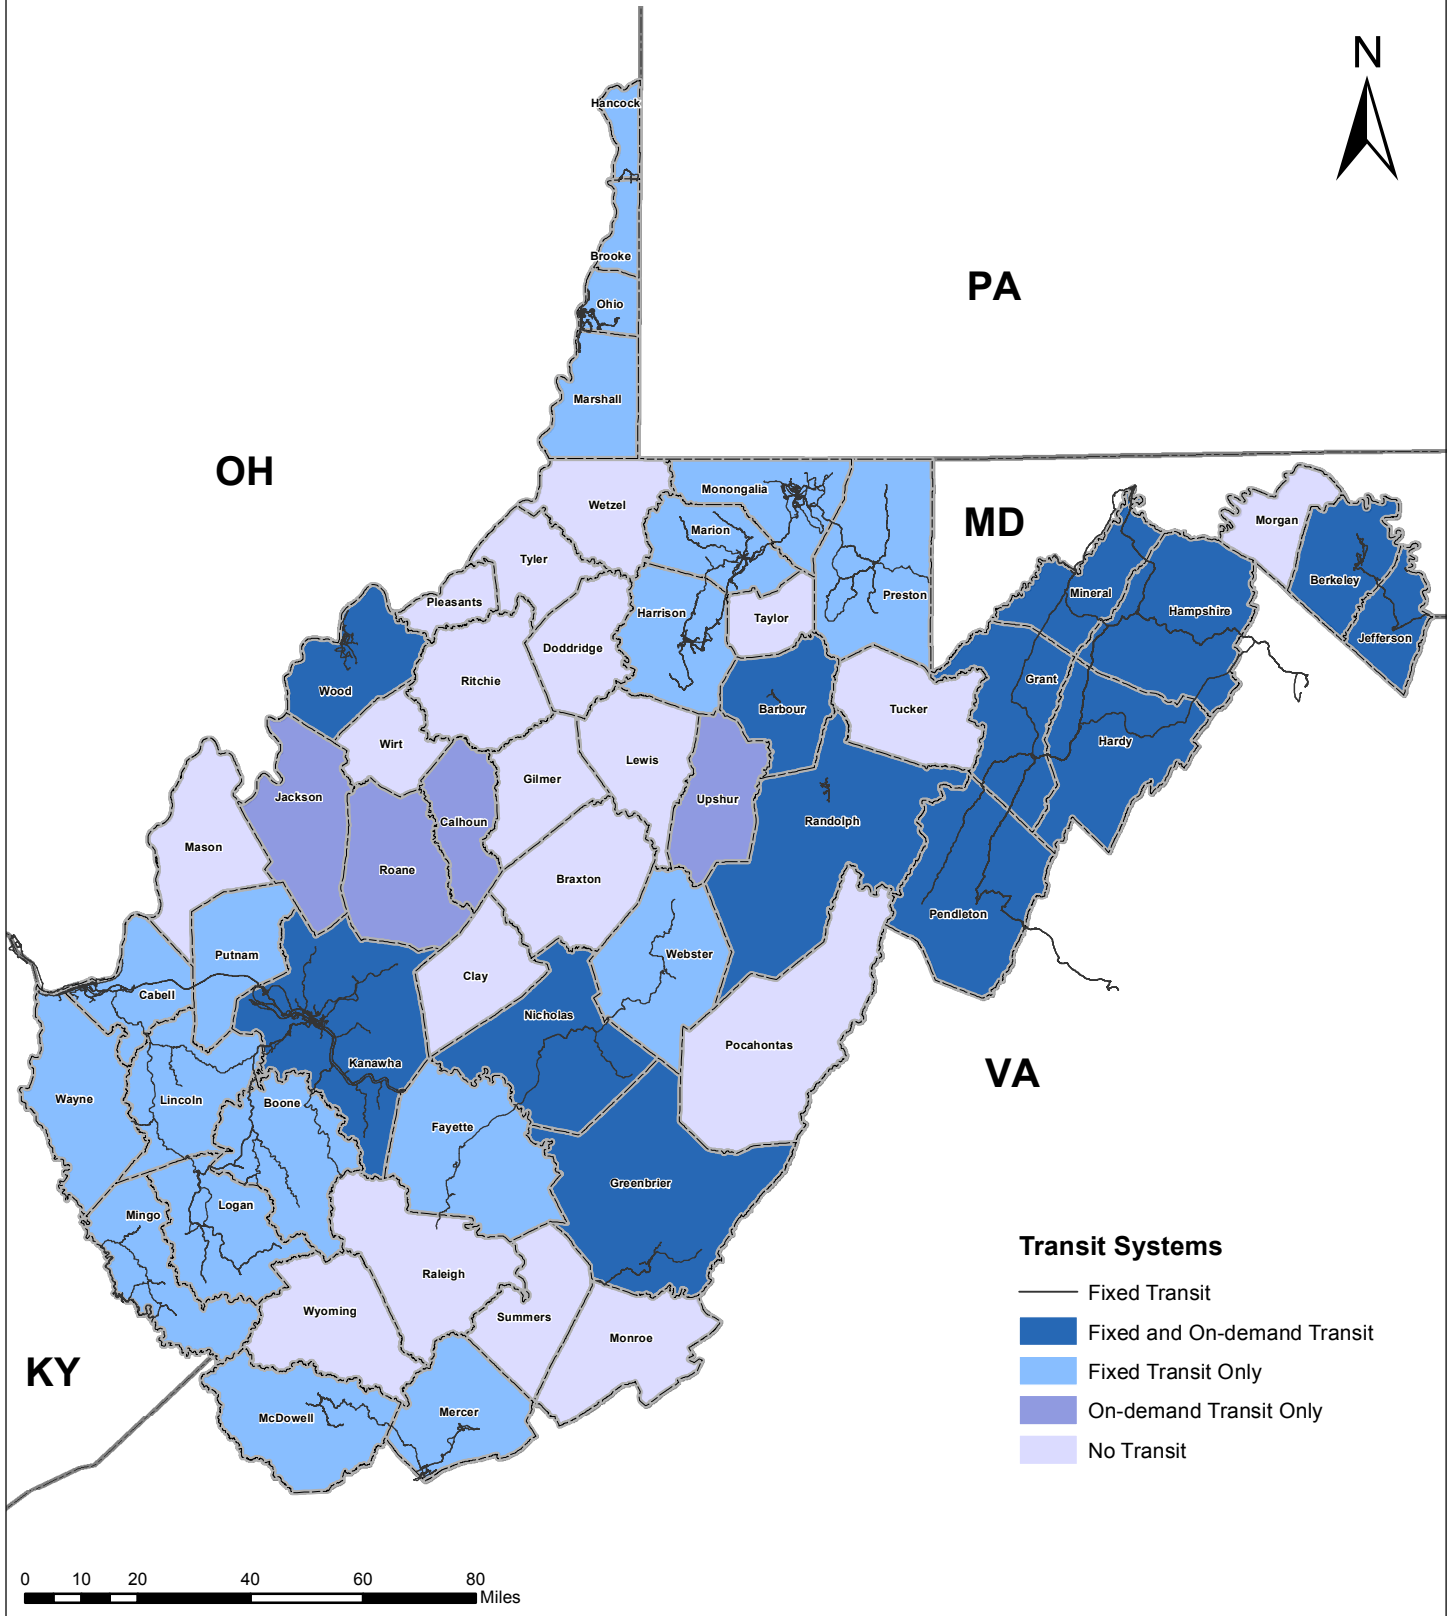 N
Hancock
PA
Brooke
Ohio
Marshall
OH
Wetzel
Monongalia
MD
Morgan
Marion
Tyler
Berkeley
Pleasants
Preston
Mineral
Hampshire
Harrison
Taylor
Jefferson
Doddridge
Ritchie
Wood
Grant
Barbour
Tucker
Wirt
Hardy
Lewis
Gilmer
Jackson
Upshur
Calhoun
Randolph
Mason
Roane
Braxton
Pendleton
Putnam
Webster
Clay
Cabell
Nicholas
Pocahontas
Kanawha
VA
Wayne
Lincoln
Boone
Fayette
Greenbrier
Logan
Mingo
Raleigh
Wyoming
Summers
Monroe
KY
McDowell
Mercer
Transit Systems
Fixed Transit
Fixed and On-demand Transit
Fixed Transit Only
On-demand Transit Only
No Transit
0 10 20 40 60 80
Miles